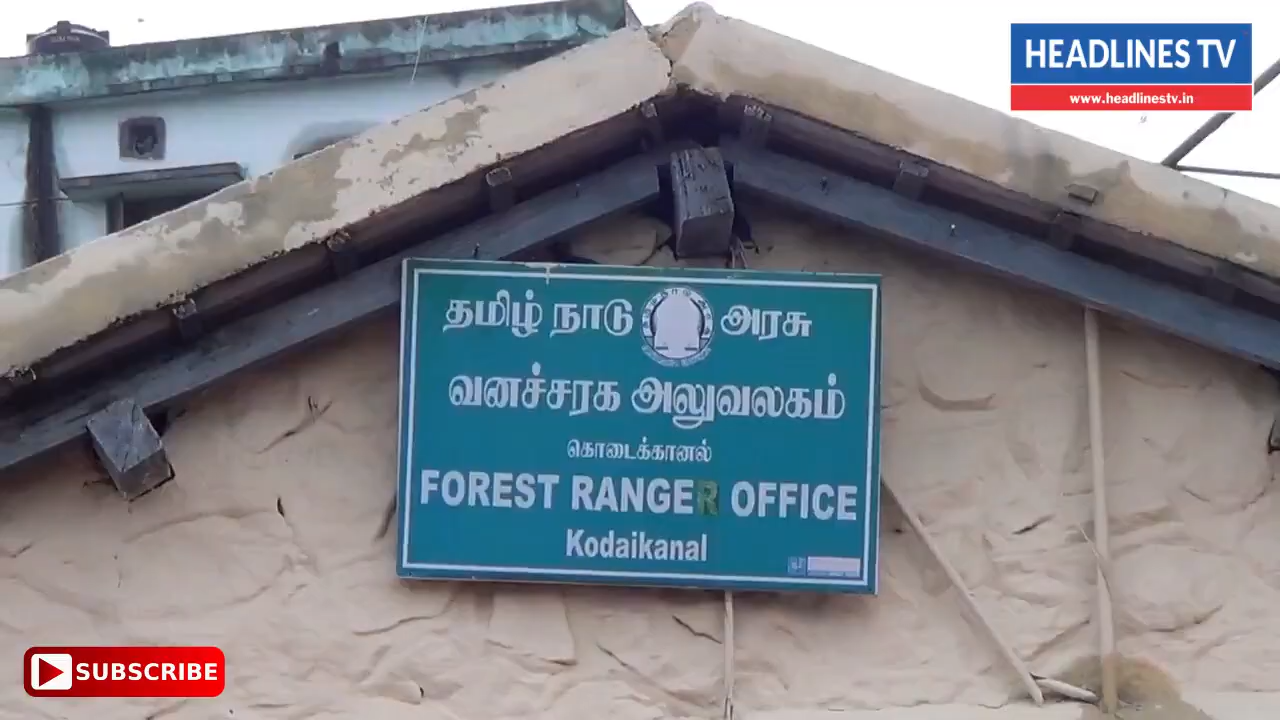 HEADLINES TV
www.headlinestv.in
தமிழ் நாடு அரசு
வனச்சரக அலுவலகம்
கொடைக்கானல்
FOREST RANGER OFFICE
Kodaikanal
SUBSCRIBE